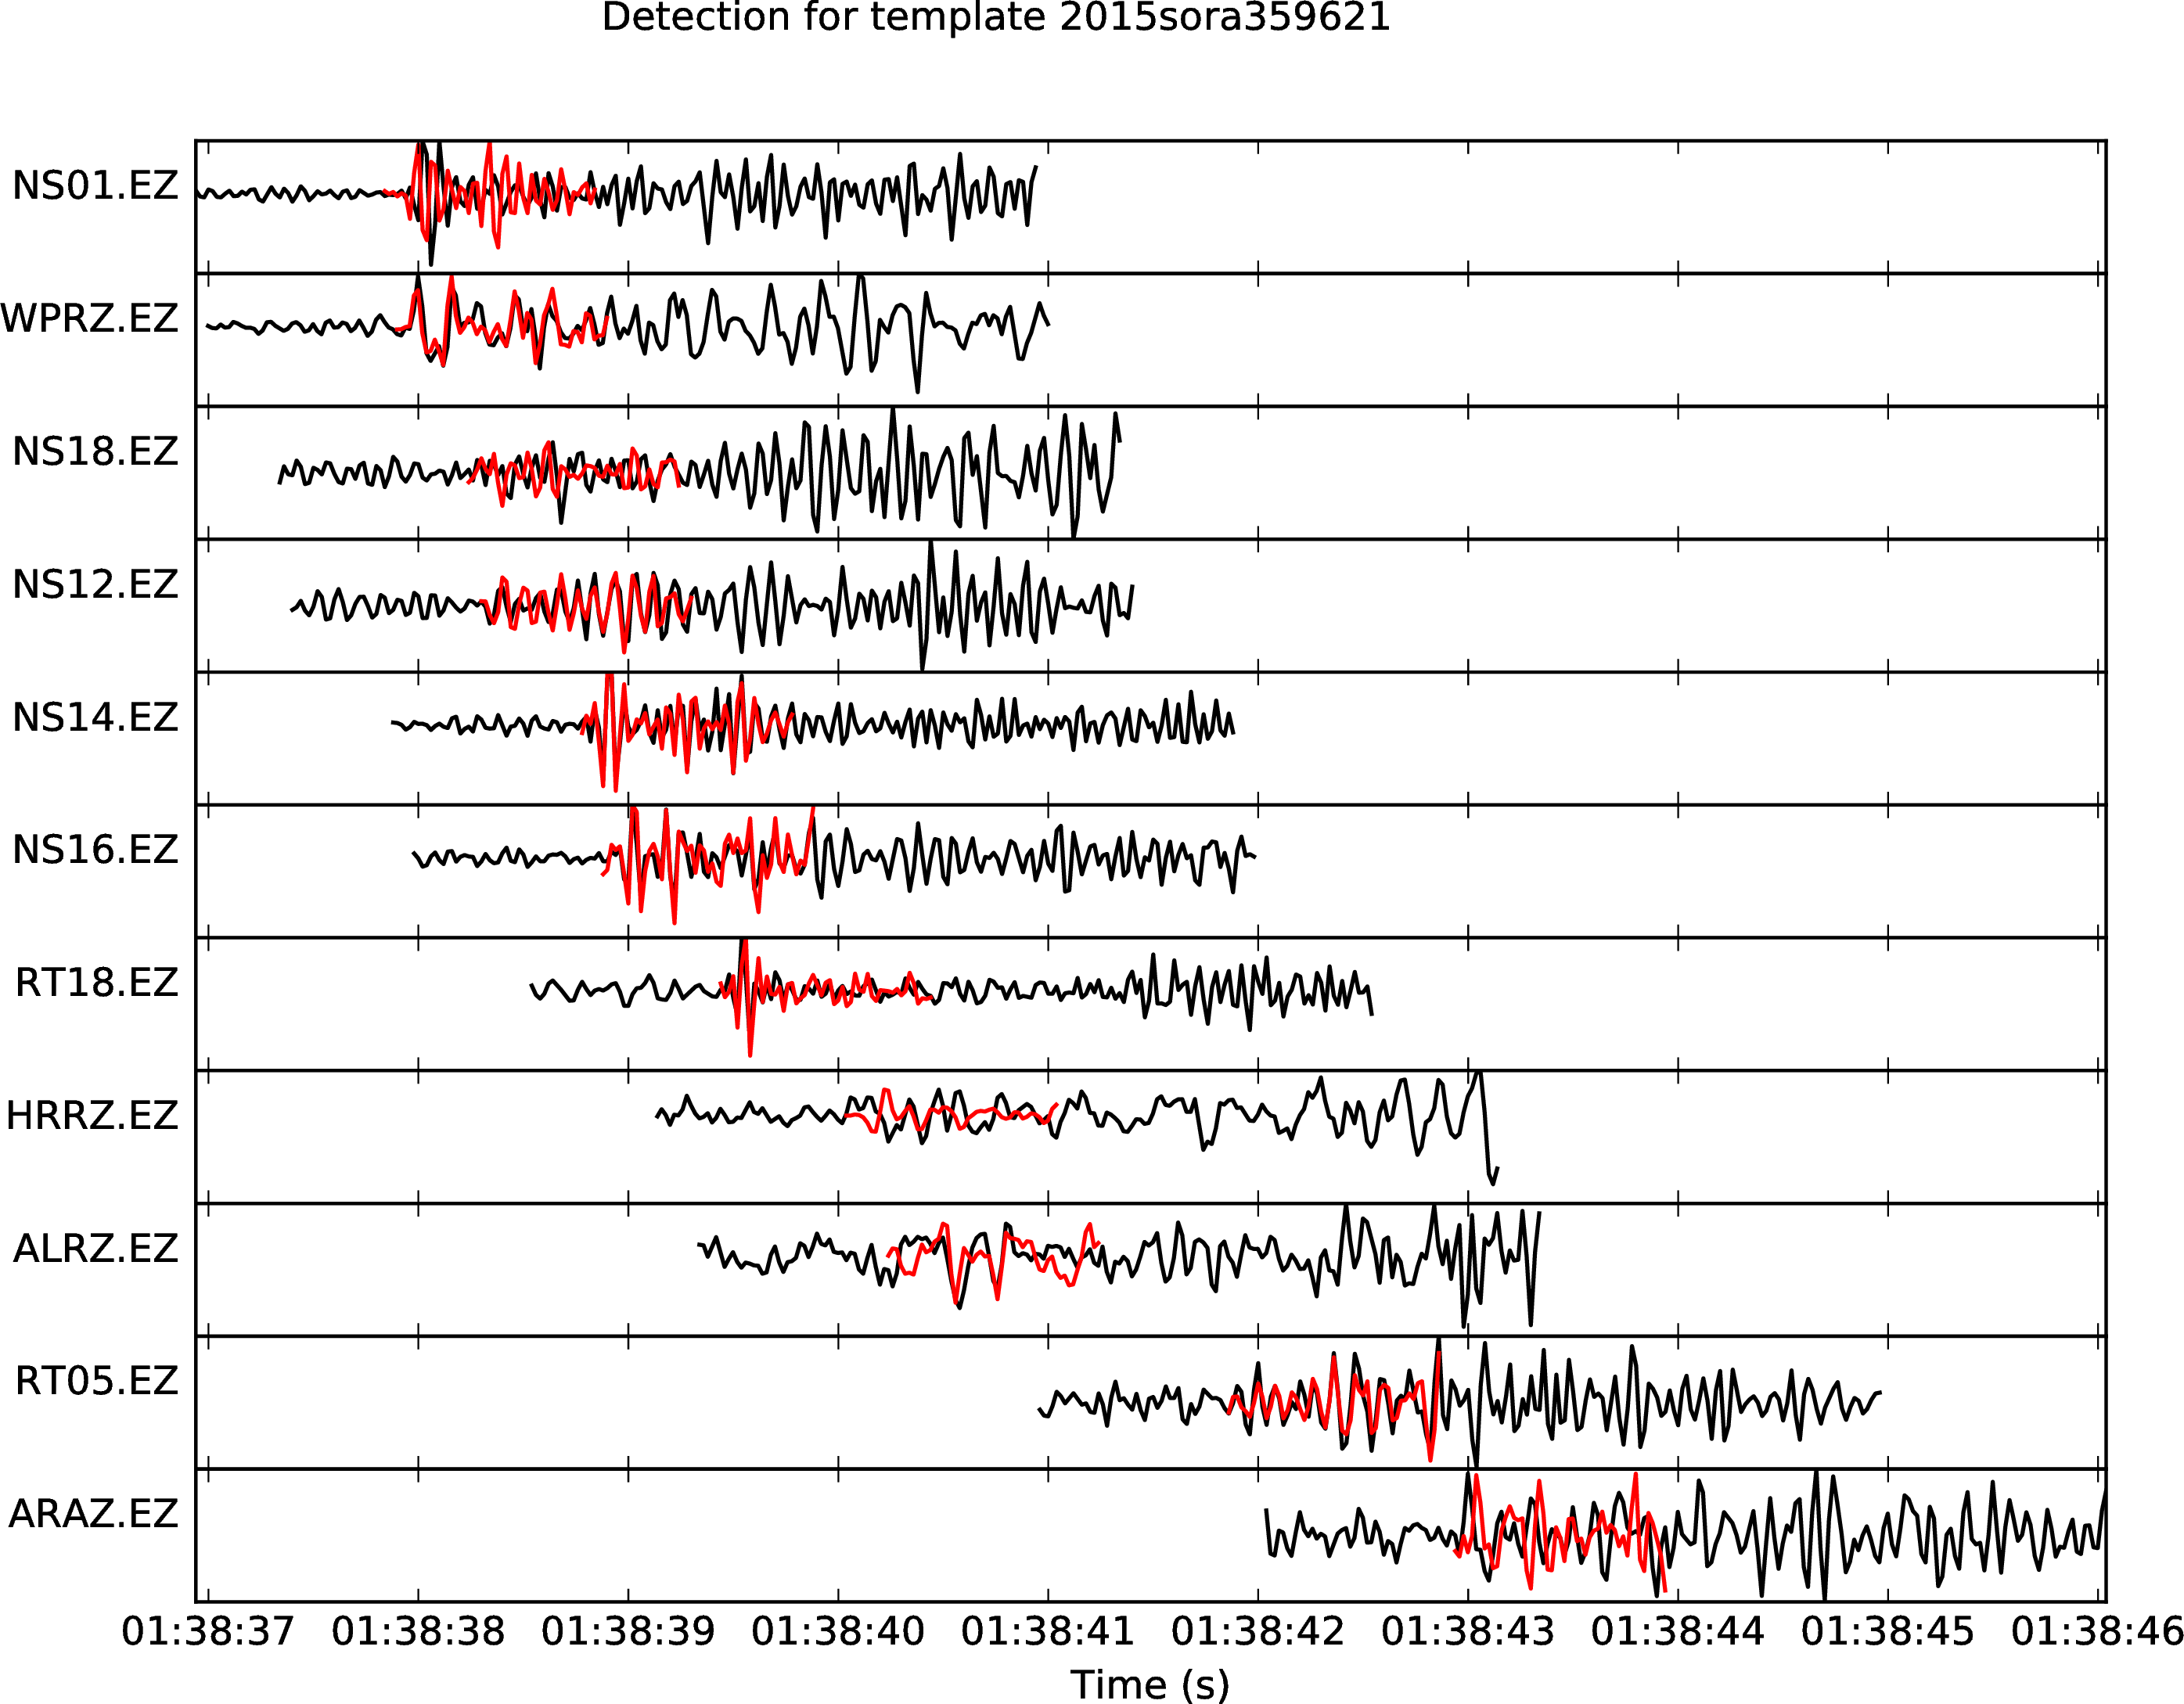 Detection for template 2015sora359621
NS01.EZ
WPRZ.EZ
NS18.EZ
NS12.EZ
NS14.EZ
NS16.EZ
RT18.EZ
HRRZ.EZ
ALRZ.EZ
RT05.EZ
ARAZ.EZ
01:38:37 01:38:38 01:38:39 01:38:40 01:38:41 01:38:42 01:38:43 01:38:44 01:38:45 01:38:46
Time (s)